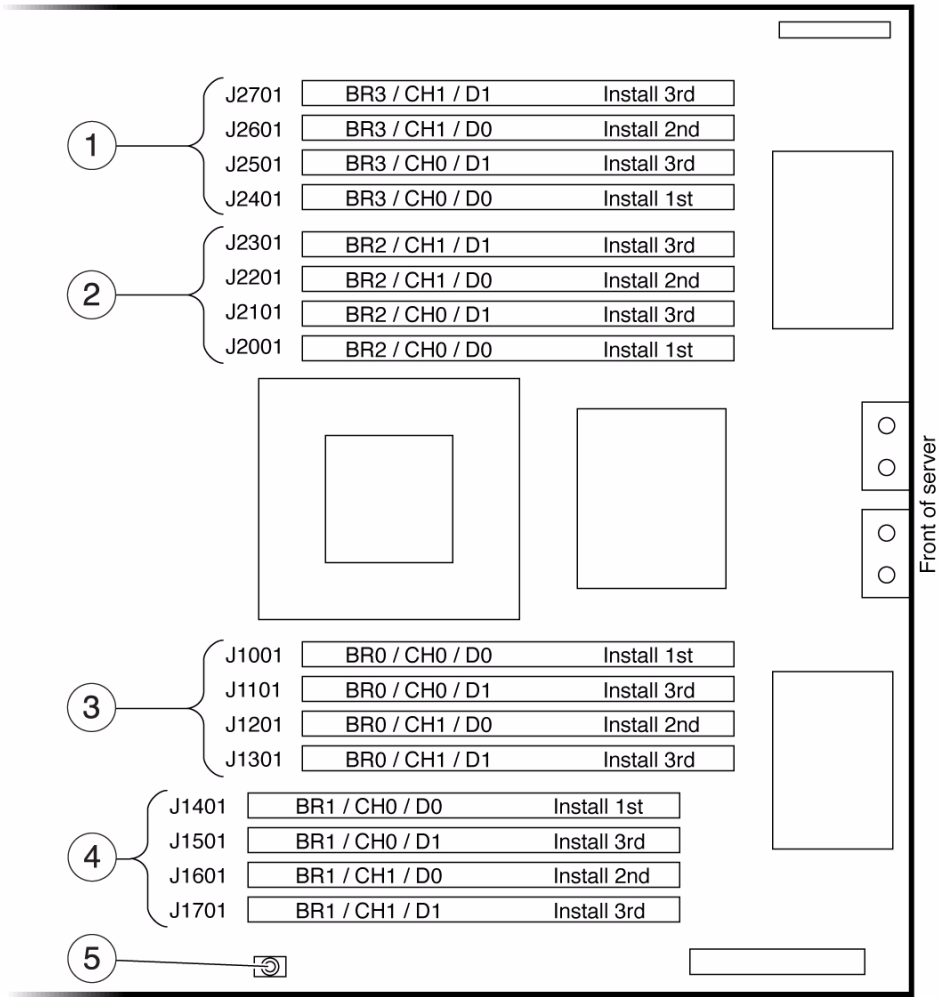 J2701 BR3 / CH1 / D1 Install 3rd
J2601 BR3 / CH1 / D0 Install 2nd
1
J2501 BR3 / CH0 / D1 Install 3rd
J2401 BR3 / CH0 / D0 Install 1st
J2301 BR2 / CH1 / D1 Install 3rd
J2201 BR2 / CH1 / D0 Install 2nd
2
J2101 BR2 / CH0 / D1 Install 3rd
J2001 BR2 / CH0 / D0 Install 1st
Front of server
J1001 BR0 / CH0 / D0 Install 1st
J1101 BR0 / CH0 / D1 Install 3rd
3
J1201 BR0 / CH1 / D0 Install 2nd
J1301 BR0 / CH1 / D1 Install 3rd
J1401 BR1 / CH0 / D0 Install 1st
J1501 BR1 / CH0 / D1 Install 3rd
4
J1601 BR1 / CH1 / D0 Install 2nd
J1701 BR1 / CH1 / D1 Install 3rd
5